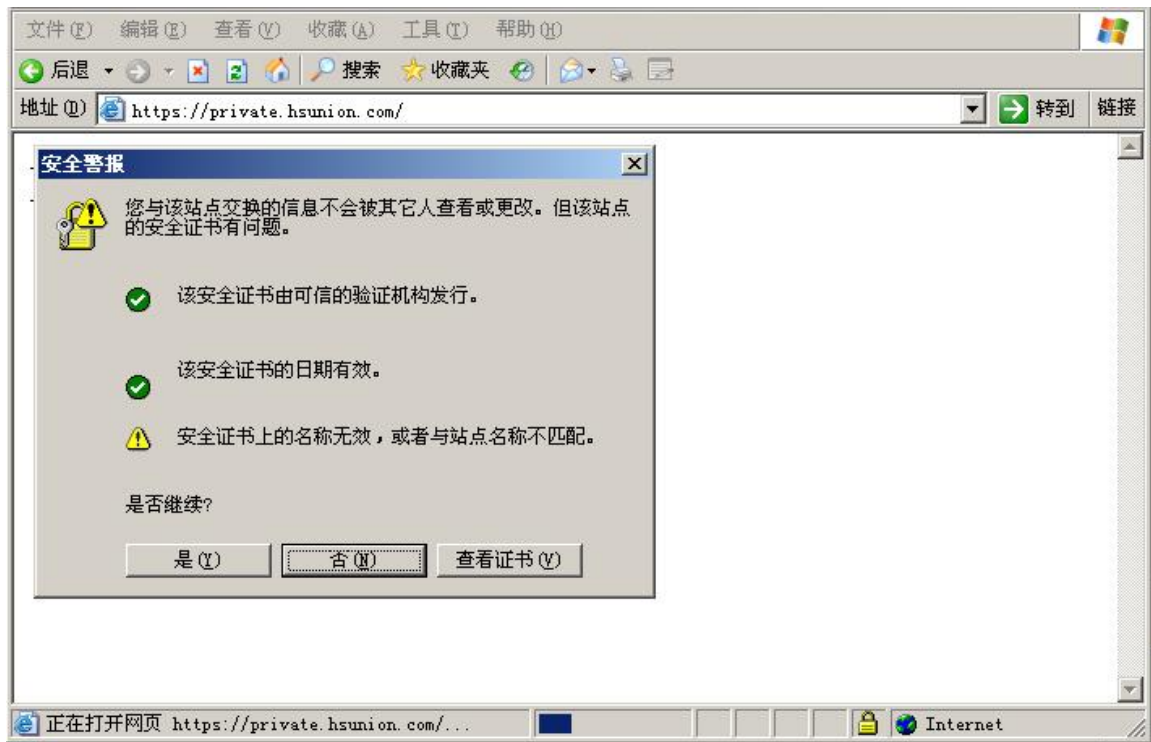 文件(F) 编辑(E) 查看(V) 收藏(A) 工具(T) 帮助(H)
后退 搜索 收藏夹
地址(D) https://private.hsunion.com/ 转到 链接
安全警报
您与该站点交换的信息不会被其它人查看或更改。但该站点
的安全证书有问题。
该安全证书由可信的验证机构发行。
该安全证书的日期有效。
安全证书上的名称无效，或者与站点名称不匹配。
是否继续?
是(Y) 否(N) 查看证书(V)
正在打开网页 https://private.hsunion.com/... Internet